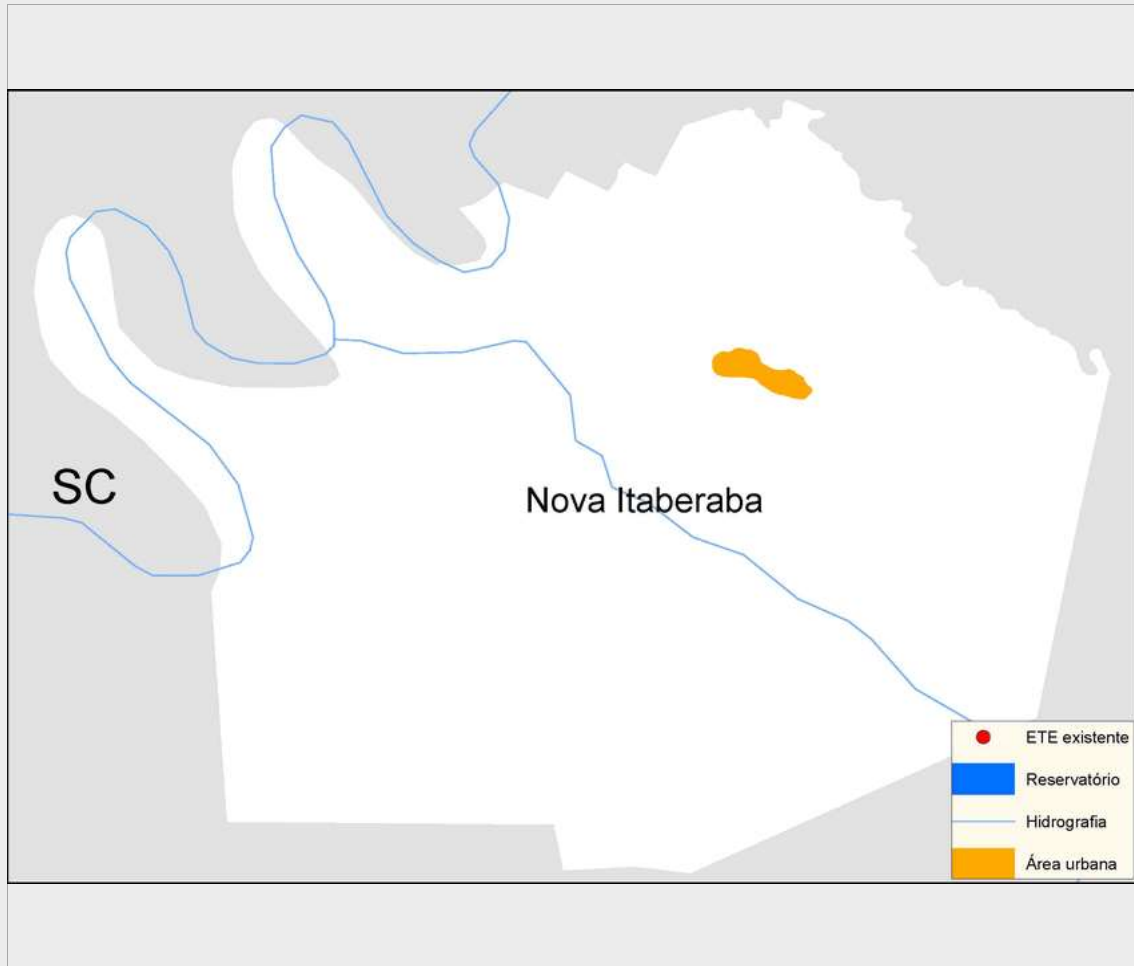 SC
Nova Itaberaba
ETE existente
Reservatório
Hidrografia
Área urbana